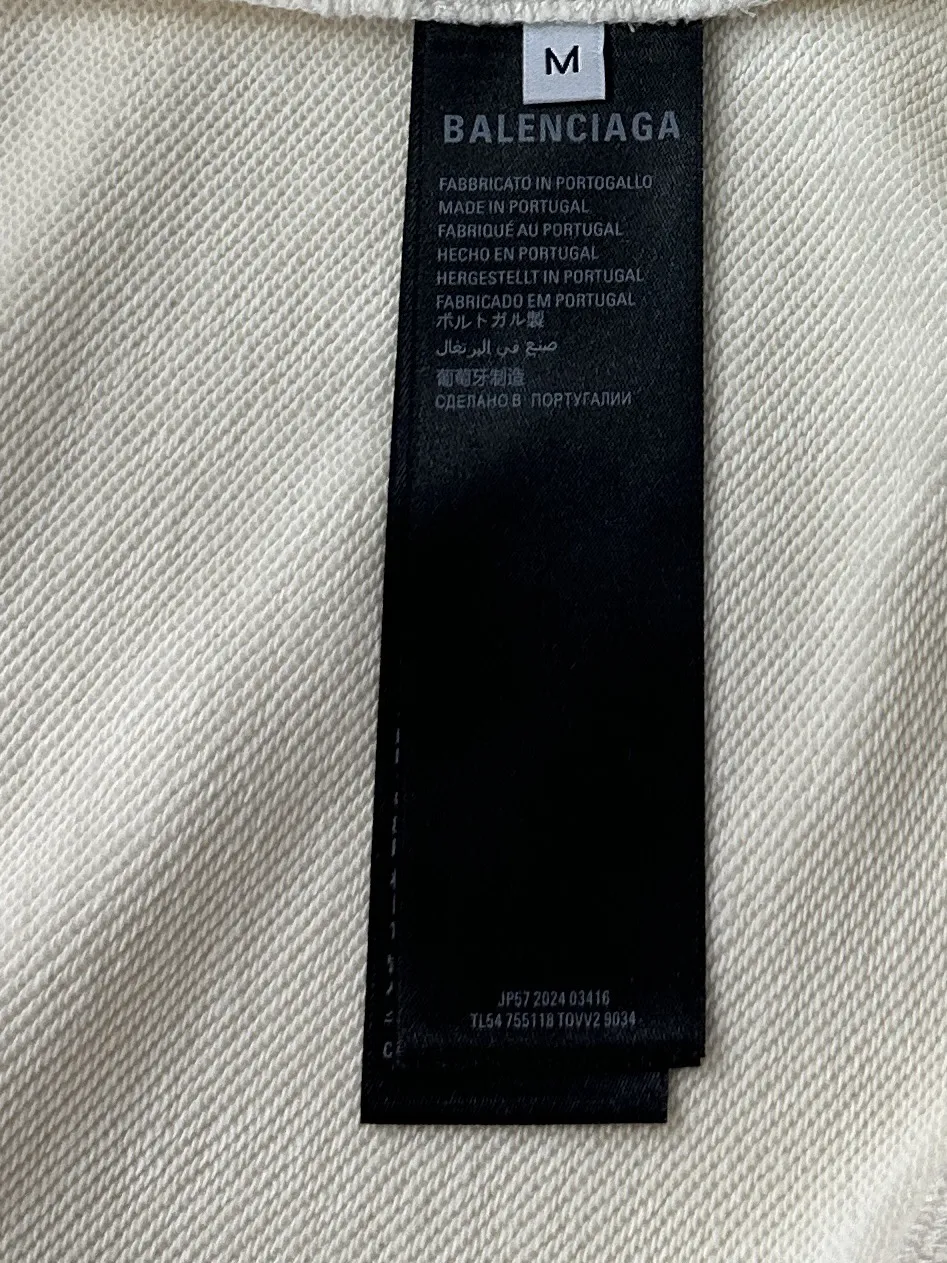 M
BALENCIAGA
FABBRICATO IN PORTOGALLO
MADE IN PORTUGAL
FABRIQUÉ AU PORTUGAL
HECHO EN PORTUGAL
HERGESTELLT IN PORTUGAL
FABRICADO EM PORTUGAL
ポルトガル製
صنع في البرتغال
葡萄牙制造
СДЕЛАНО В ПОРТУГАЛИИ
JP57 2024 03416
TL54 755118 TOVV2 9034